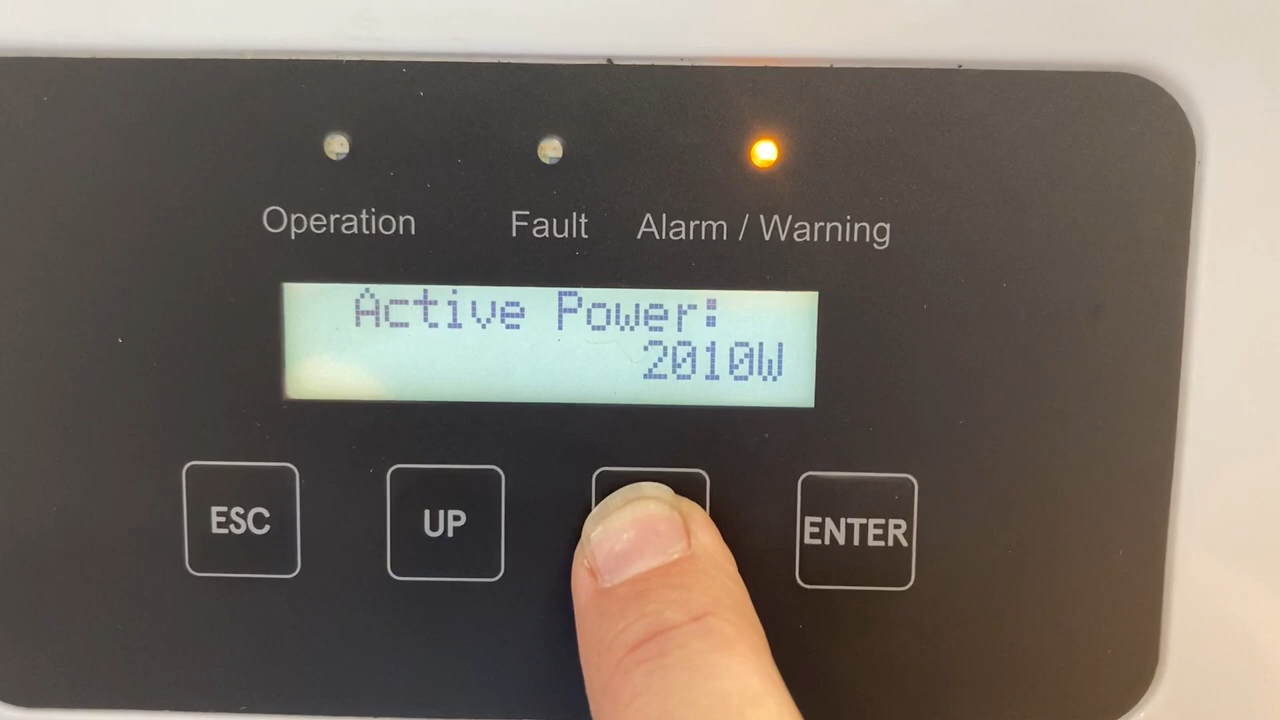 Operation Fault Alarm / Warning
Active Power:
2010W
ESC UP ENTER